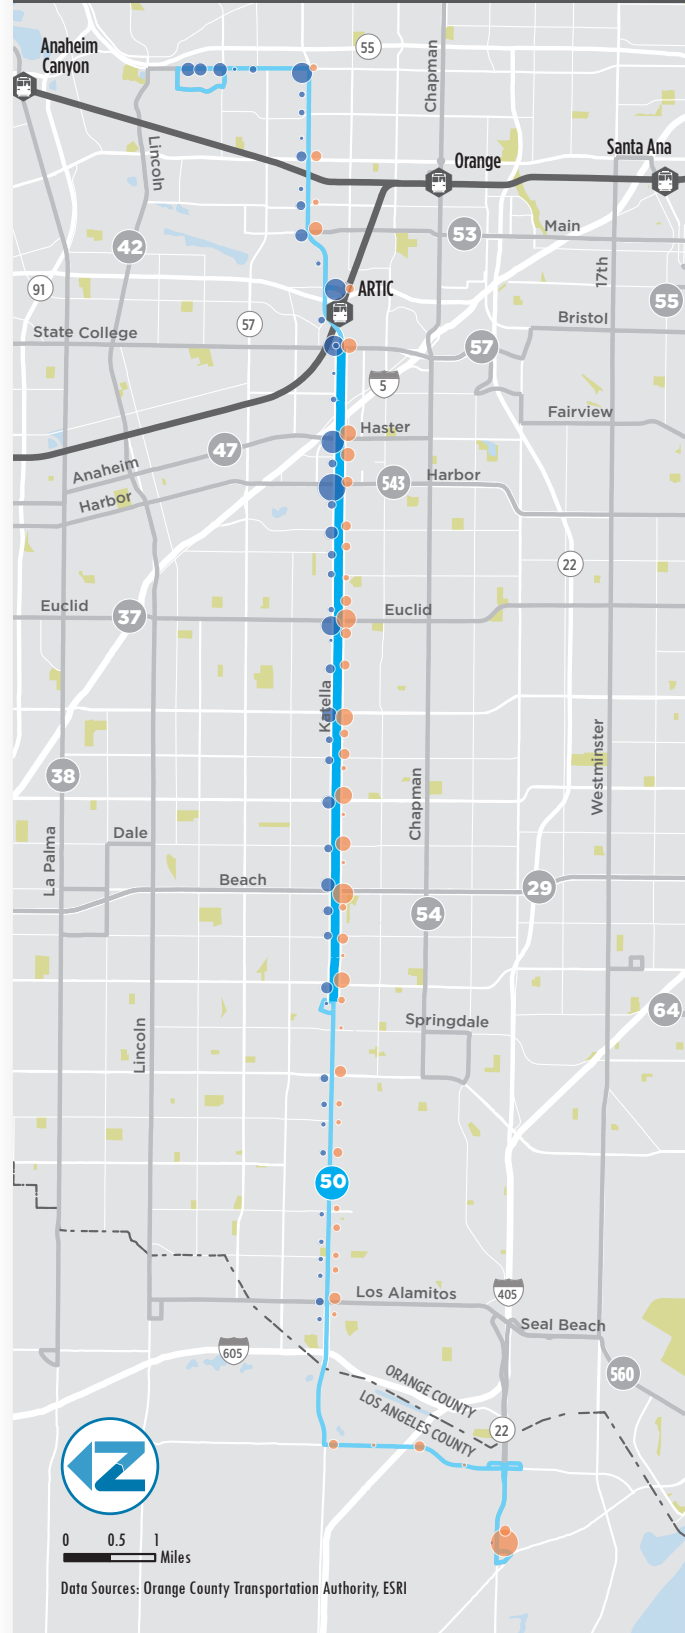 Anaheim
Canyon
55
Chapman
Lincoln
Orange
Santa Ana
42
53
Main
17th
91
ARTIC
55
State College
57
57
Bristol
5
Fairview
Haster
47
Anaheim
Harbor
543
Harbor
22
Euclid
37
Euclid
Katella
38
Westminster
Chapman
La Palma
Dale
Beach
29
54
64
Lincoln
Springdale
50
Los Alamitos
405
Seal Beach
605
560
ORANGE COUNTY
LOS ANGELES COUNTY
22
Z
0 0.5 1
Miles
Data Sources: Orange County Transportation Authority, ESRI